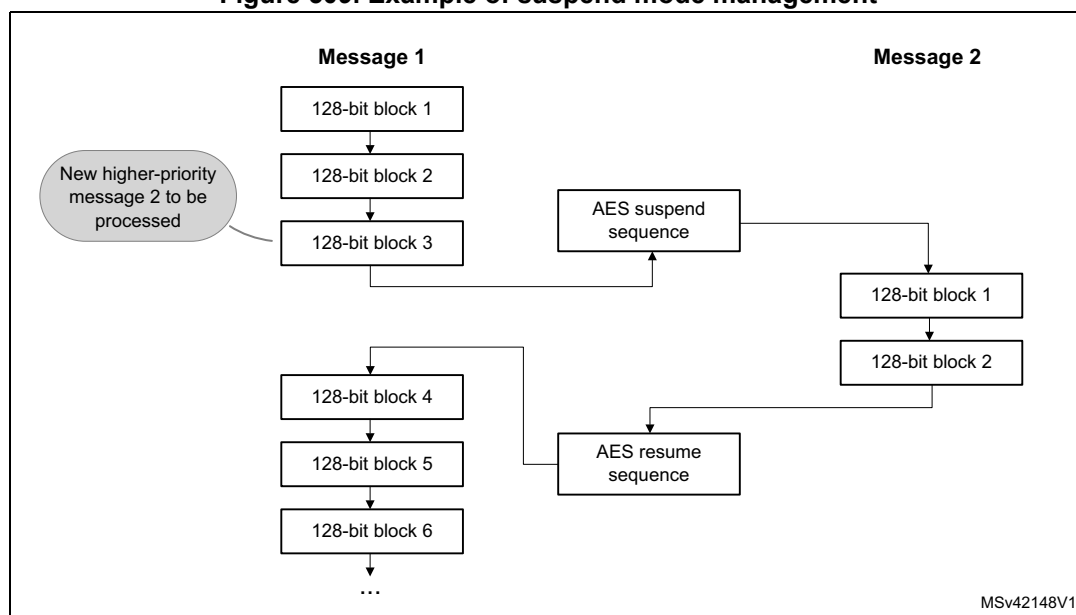 Message 1
Message 2
128-bit block 1
128-bit block 2
New higher-priority
message 2 to be
processed
128-bit block 3
AES suspend
sequence
128-bit block 1
128-bit block 2
128-bit block 4
AES resume
sequence
128-bit block 5
128-bit block 6
...
MSv42148V1